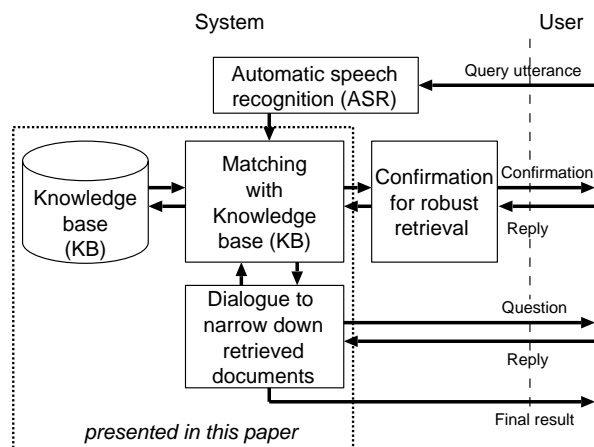 System
User
Automatic speech
recognition (ASR)
Query utterance
Knowledge
base
(KB)
Matching
with
Knowledge
base (KB)
Confirmation
for robust
retrieval
Confirmation
Reply
Dialogue to
narrow down
retrieved
documents
Question
Reply
Final result
presented in this paper